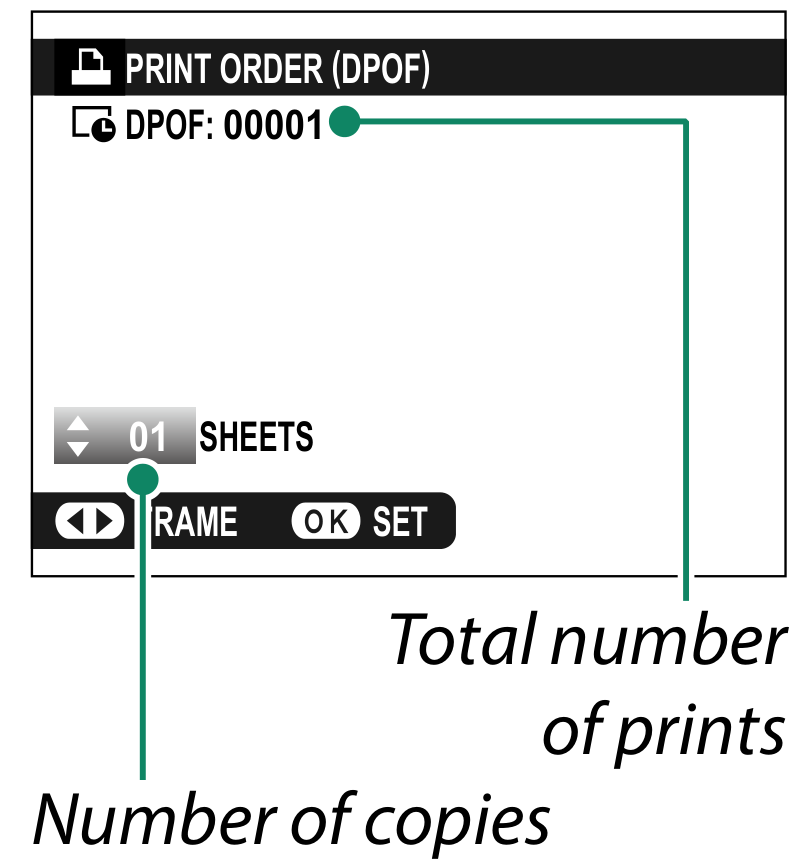 PRINT ORDER (DPOF)
DPOF: 00001
01 SHEETS
FRAME OK SET
Total number
of prints
Number of copies